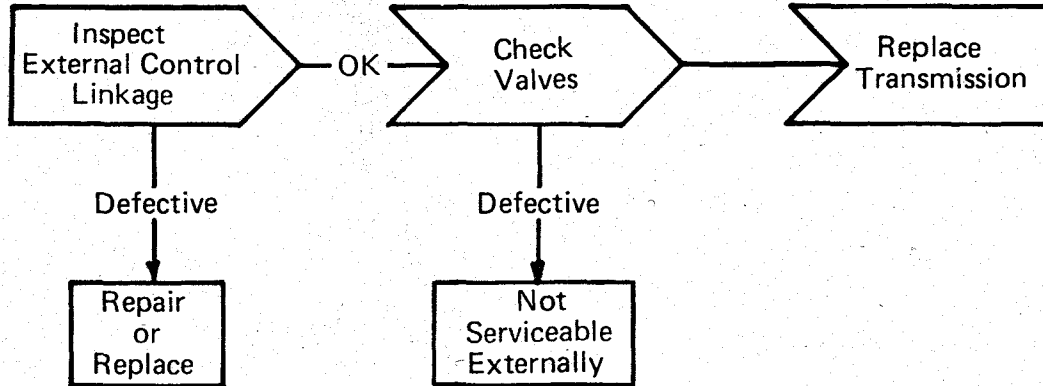 Inspect
External Control
Linkage
OK
Check
Valves
Replace
Transmission
Defective
Defective
Repair
or
Replace
Not
Serviceable
Externally